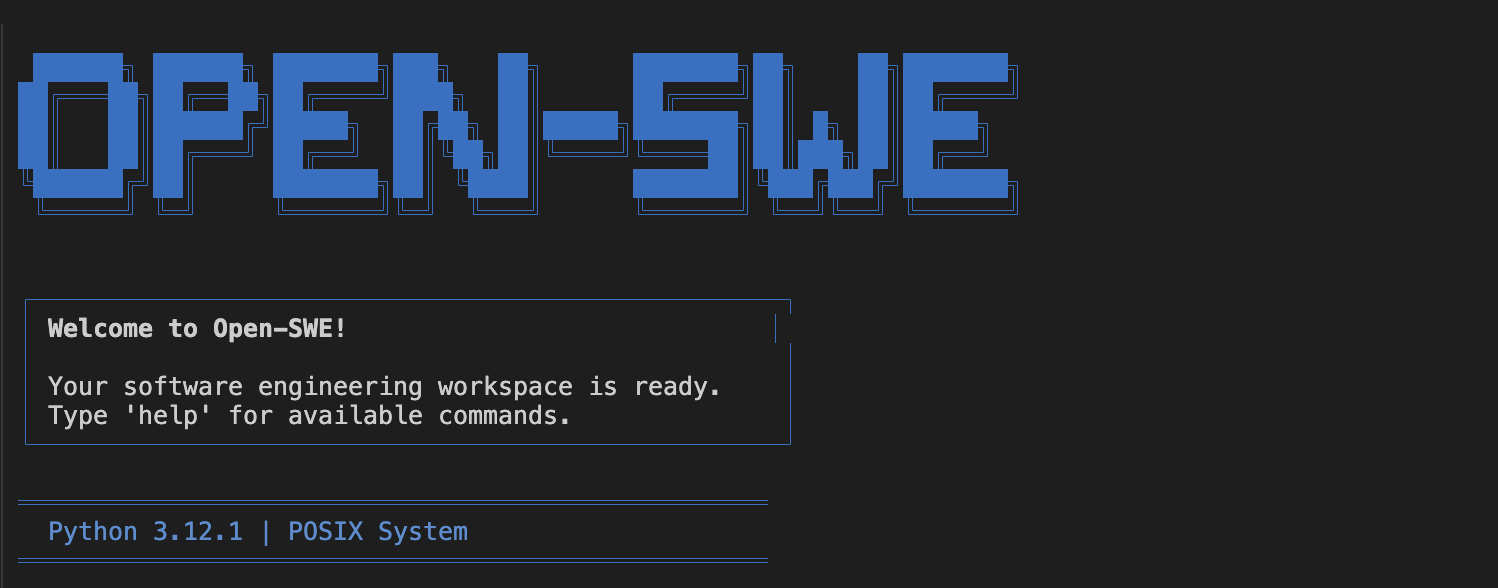 OPEN-SWE
Welcome to Open-SWE!
Your software engineering workspace is ready.
Type 'help' for available commands.
Python 3.12.1 | POSIX System